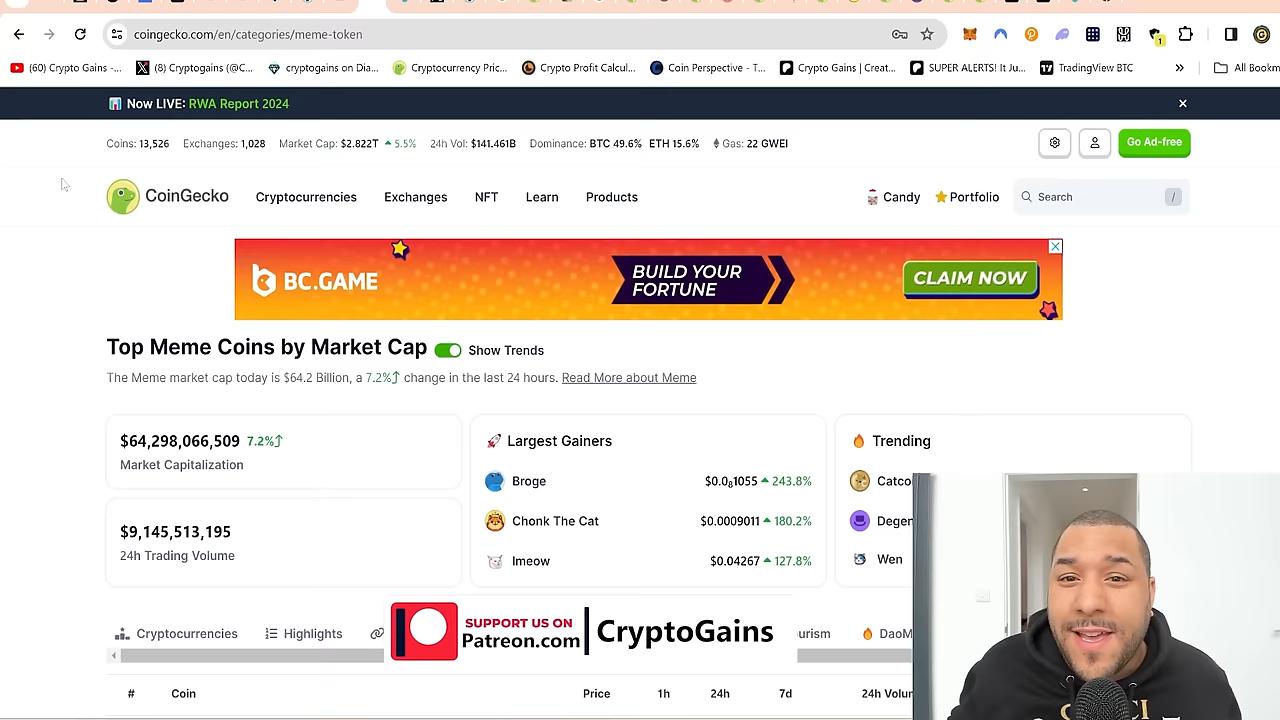 coingecko.com/en/categories/meme-token
1
(60) Crypto Gains -...
(8) Cryptogains (@C...
cryptogains on Dia...
Cryptocurrency Pric...
Crypto Profit Calcul...
Coin Perspective - T...
Crypto Gains | Creat...
SUPER ALERTS! It Ju...
TradingView BTC
»
All Bookm
Now LIVE: RWA Report 2024
Coins: 13,526 Exchanges: 1,028 Market Cap: $2.822T 5.5% 24h Vol: $141.461B Dominance: BTC 49.6% ETH 15.6% Gas: 22 GWEI
Go Ad-free
CoinGecko
Cryptocurrencies
Exchanges
NFT
Learn
Products
Candy
Portfolio
Search
/
BC.GAME
BUILD YOUR
FORTUNE
CLAIM NOW
Top Meme Coins by Market Cap
Show Trends
The Meme market cap today is $64.2 Billion, a 7.2% change in the last 24 hours. Read More about Meme
$64,298,066,509 7.2%
Market Capitalization
$9,145,513,195
24h Trading Volume
Largest Gainers
Broge $0.0₈1055 243.8%
Chonk The Cat $0.0009011 180.2%
Imeow $0.04267 127.8%
Trending
Catco
Degen
Wen
Cryptocurrencies
Highlights
SUPPORT US ON
Patreon.com
CryptoGains
urism
DaoM
# Coin Price 1h 24h 7d 24h Volu